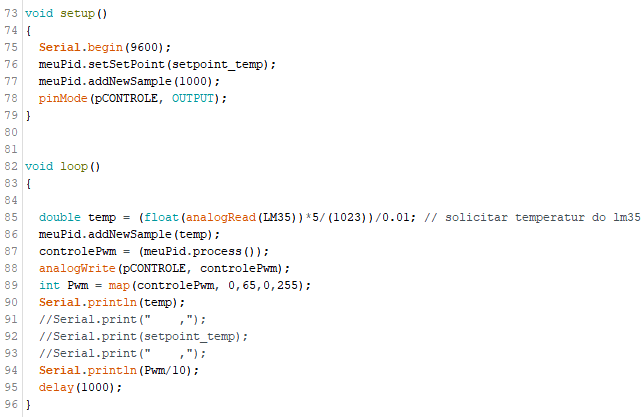 73 void setup()
74 {
75   Serial.begin(9600);
76   meuPid.setSetPoint(setpoint_temp);
77   meuPid.addNewSample(1000);
78   pinMode(pCONTROLE, OUTPUT);
79 }
80
81
82 void loop()
83 {
84
85   double temp = (float(analogRead(LM35))*5/(1023))/0.01; // solicitar temperatur do lm35
86   meuPid.addNewSample(temp);
87   controlePwm = (meuPid.process());
88   analogWrite(pCONTROLE, controlePwm);
89   int Pwm = map(controlePwm, 0,65,0,255);
90   Serial.println(temp);
91   //Serial.print("    ,");
92   //Serial.print(setpoint_temp);
93   //Serial.print("    ,");
94   Serial.println(Pwm/10);
95   delay(1000);
96 }